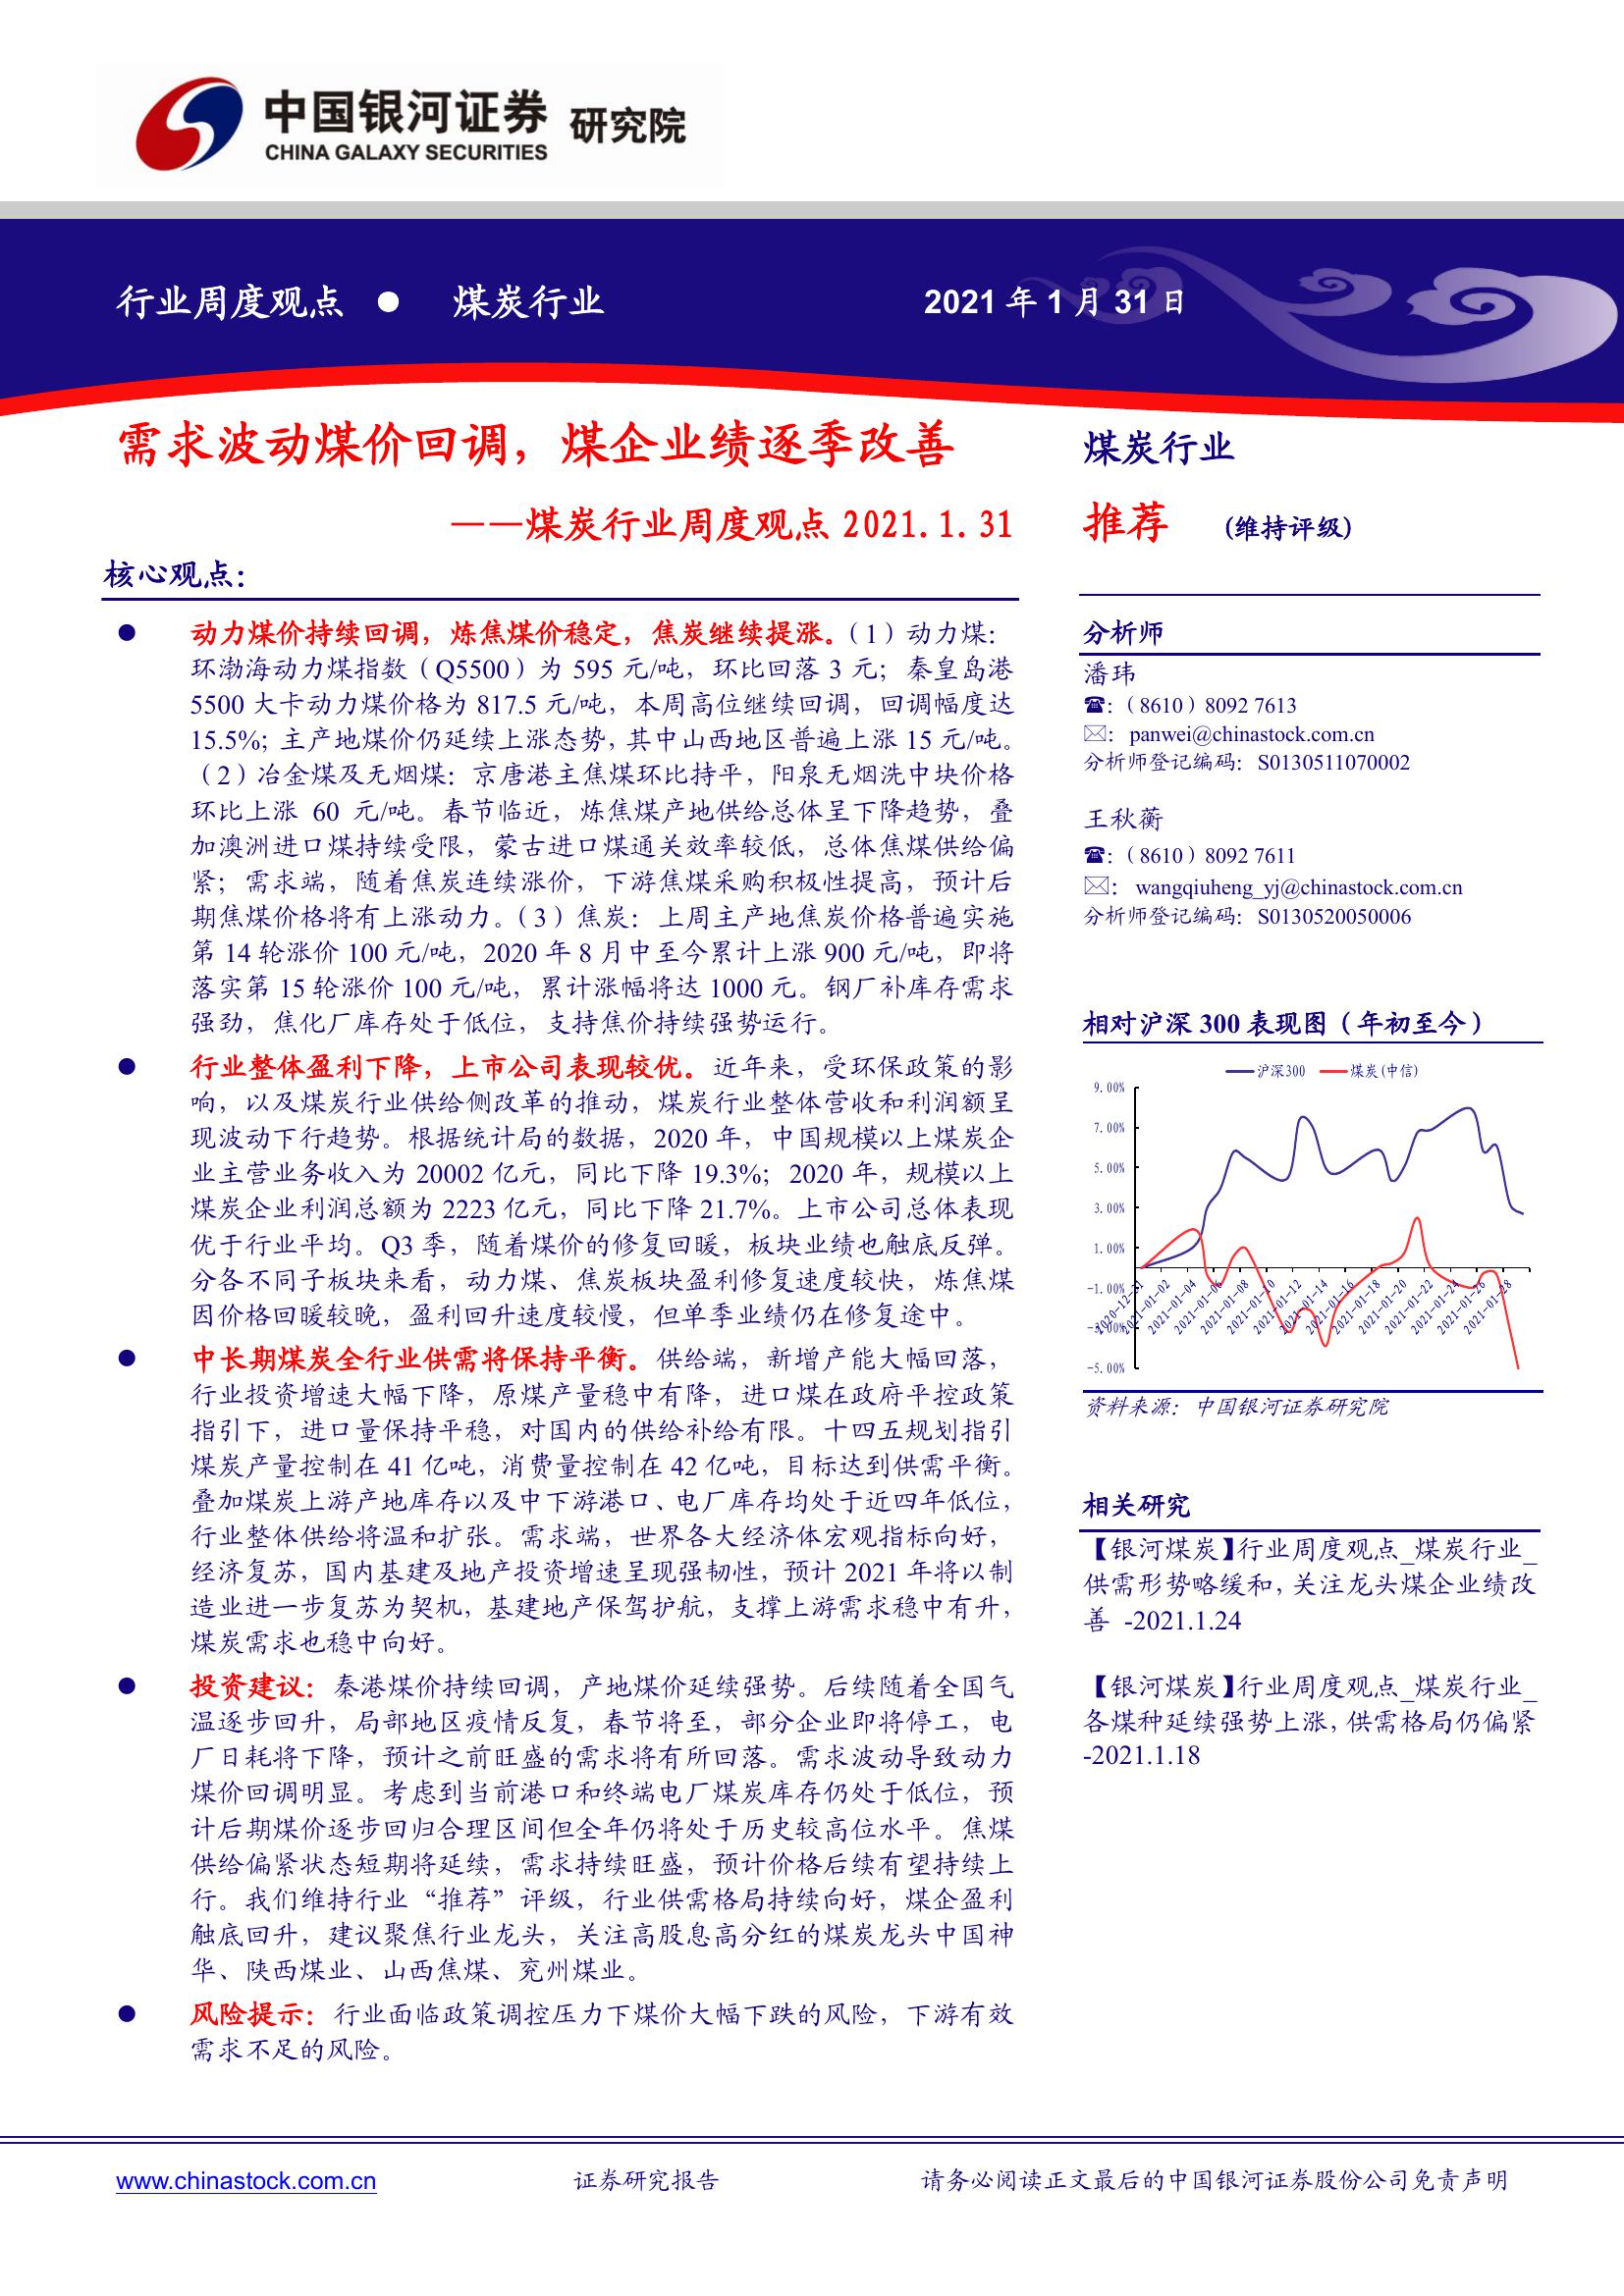 中国银河证券 研究院
CHINA GALAXY SECURITIES
行业周度观点 ● 煤炭行业 2021 年 1 月 31 日
需求波动煤价回调，煤企业绩逐季改善
——煤炭行业周度观点 2021.1.31
核心观点：
● 动力煤价持续回调，炼焦煤价稳定，焦炭继续提涨。（1）动力煤：
环渤海动力煤指数（Q5500）为 595 元/吨，环比回落 3 元；秦皇岛港
5500 大卡动力煤价格为 817.5 元/吨，本周高位继续回调，回调幅度达
15.5%；主产地煤价仍延续上涨态势，其中山西地区普遍上涨 15 元/吨。
（2）冶金煤及无烟煤：京唐港主焦煤环比持平，阳泉无烟洗中块价格
环比上涨 60 元/吨。春节临近，炼焦煤产地供给总体呈下降趋势，叠
加澳洲进口煤持续受限，蒙古进口煤通关效率较低，总体焦煤供给偏
紧；需求端，随着焦炭连续涨价，下游焦煤采购积极性提高，预计后
期焦煤价格将有上涨动力。（3）焦炭：上周主产地焦炭价格普遍实施
第 14 轮涨价 100 元/吨，2020 年 8 月中至今累计上涨 900 元/吨，即将
落实第 15 轮涨价 100 元/吨，累计涨幅将达 1000 元。钢厂补库存需求
强劲，焦化厂库存处于低位，支持焦价持续强势运行。
● 行业整体盈利下降，上市公司表现较优。近年来，受环保政策的影
响，以及煤炭行业供给侧改革的推动，煤炭行业整体营收和利润额呈
现波动下行趋势。根据统计局的数据，2020 年，中国规模以上煤炭企
业主营业务收入为 20002 亿元，同比下降 19.3%；2020 年，规模以上
煤炭企业利润总额为 2223 亿元，同比下降 21.7%。上市公司总体表现
优于行业平均。Q3 季，随着煤价的修复回暖，板块业绩也触底反弹。
分各不同子板块来看，动力煤、焦炭板块盈利修复速度较快，炼焦煤
因价格回暖较晚，盈利回升速度较慢，但单季业绩仍在修复途中。
● 中长期煤炭全行业供需将保持平衡。供给端，新增产能大幅回落，
行业投资增速大幅下降，原煤产量稳中有降，进口煤在政府平控政策
指引下，进口量保持平稳，对国内的供给补给有限。十四五规划指引
煤炭产量控制在 41 亿吨，消费量控制在 42 亿吨，目标达到供需平衡。
叠加煤炭上游产地库存以及中下游港口、电厂库存均处于近四年低位，
行业整体供给将温和扩张。需求端，世界各大经济体宏观指标向好，
经济复苏，国内基建及地产投资增速呈现强韧性，预计 2021 年将以制
造业进一步复苏为契机，基建地产保驾护航，支撑上游需求稳中有升，
煤炭需求也稳中向好。
● 投资建议：秦港煤价持续回调，产地煤价延续强势。后续随着全国气
温逐步回升，局部地区疫情反复，春节将至，部分企业即将停工，电
厂日耗将下降，预计之前旺盛的需求将有所回落。需求波动导致动力
煤价回调明显。考虑到当前港口和终端电厂煤炭库存仍处于低位，预
计后期煤价逐步回归合理区间但全年仍将处于历史较高位水平。焦煤
供给偏紧状态短期将延续，需求持续旺盛，预计价格后续有望持续上
行。我们维持行业“推荐”评级，行业供需格局持续向好，煤企盈利
触底回升，建议聚焦行业龙头，关注高股息高分红的煤炭龙头中国神
华、陕西煤业、山西焦煤、兖州煤业。
● 风险提示：行业面临政策调控压力下煤价大幅下跌的风险，下游有效
需求不足的风险。
煤炭行业
推荐 (维持评级)
分析师
潘玮
☎:（8610）8092 7613
✉: panwei@chinastock.com.cn
分析师登记编码：S0130511070002
王秋蘅
☎:（8610）8092 7611
✉: wangqiuheng_yj@chinastock.com.cn
分析师登记编码：S0130520050006
相对沪深 300 表现图（年初至今）
沪深300 煤炭(中信)
9.00%
7.00%
5.00%
3.00%
1.00%
-1.00%
-3.00%
-5.00%
2020-12-31
2021-01-02
2021-01-04
2021-01-06
2021-01-08
2021-01-10
2021-01-12
2021-01-14
2021-01-16
2021-01-18
2021-01-20
2021-01-22
2021-01-24
2021-01-26
2021-01-28
资料来源：中国银河证券研究院
相关研究
【银河煤炭】行业周度观点_煤炭行业_
供需形势略缓和，关注龙头煤企业绩改
善 -2021.1.24
【银河煤炭】行业周度观点_煤炭行业_
各煤种延续强势上涨，供需格局仍偏紧
-2021.1.18
www.chinastock.com.cn 证券研究报告 请务必阅读正文最后的中国银河证券股份公司免责声明